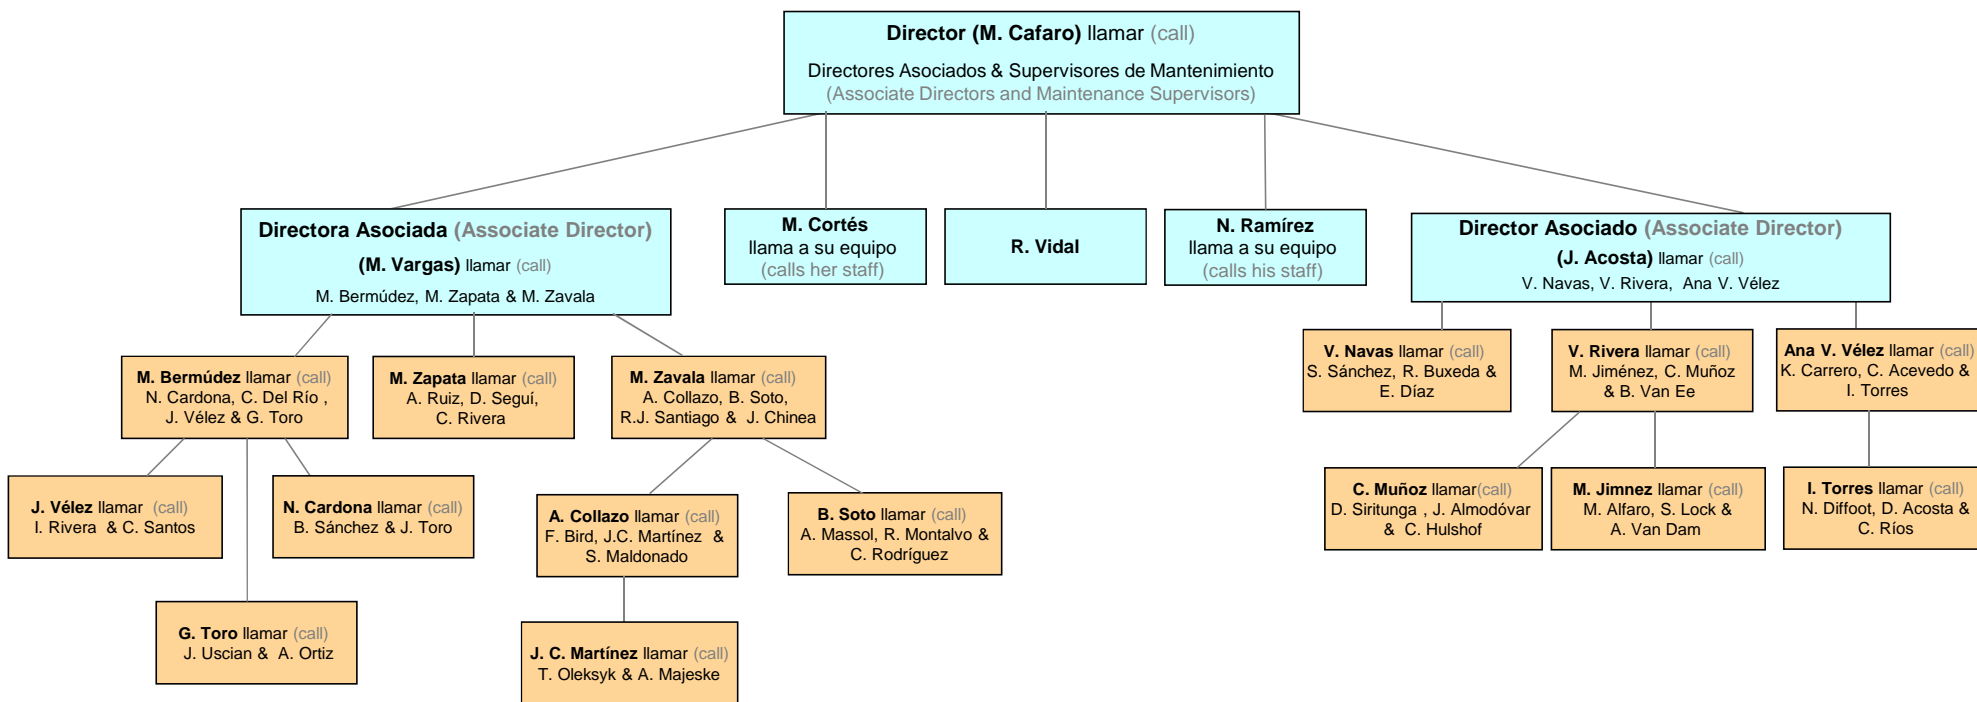 Director (M. Cafaro) llamar (call)
Directores Asociados & Supervisores de Mantenimiento
(Associate Directors and Maintenance Supervisors)
Directora Asociada (Associate Director)
(M. Vargas) llamar (call)
M. Bermúdez, M. Zapata & M. Zavala
M. Cortés
llama a su equipo
(calls her staff)
R. Vidal
N. Ramírez
llama a su equipo
(calls his staff)
Director Asociado (Associate Director)
(J. Acosta) llamar (call)
V. Navas, V. Rivera, Ana V. Vélez
M. Bermúdez llamar (call)
N. Cardona, C. Del Río ,
J. Vélez & G. Toro
M. Zapata llamar (call)
A. Ruiz, D. Seguí,
C. Rivera
M. Zavala llamar (call)
A. Collazo, B. Soto,
R.J. Santiago & J. Chinea
V. Navas llamar (call)
S. Sánchez, R. Buxeda &
E. Díaz
V. Rivera llamar (call)
M. Jiménez, C. Muñoz
& B. Van Ee
Ana V. Vélez llamar (call)
K. Carrero, C. Acevedo &
I. Torres
J. Vélez llamar (call)
I. Rivera & C. Santos
N. Cardona llamar (call)
B. Sánchez & J. Toro
A. Collazo llamar (call)
F. Bird, J.C. Martínez &
S. Maldonado
B. Soto llamar (call)
A. Massol, R. Montalvo &
C. Rodríguez
C. Muñoz llamar(call)
D. Siritunga , J. Almodóvar
& C. Hulshof
M. Jimnez llamar (call)
M. Alfaro, S. Lock &
A. Van Dam
I. Torres llamar (call)
N. Diffoot, D. Acosta &
C. Ríos
G. Toro llamar (call)
J. Uscian & A. Ortiz
J. C. Martínez llamar (call)
T. Oleksyk & A. Majeske